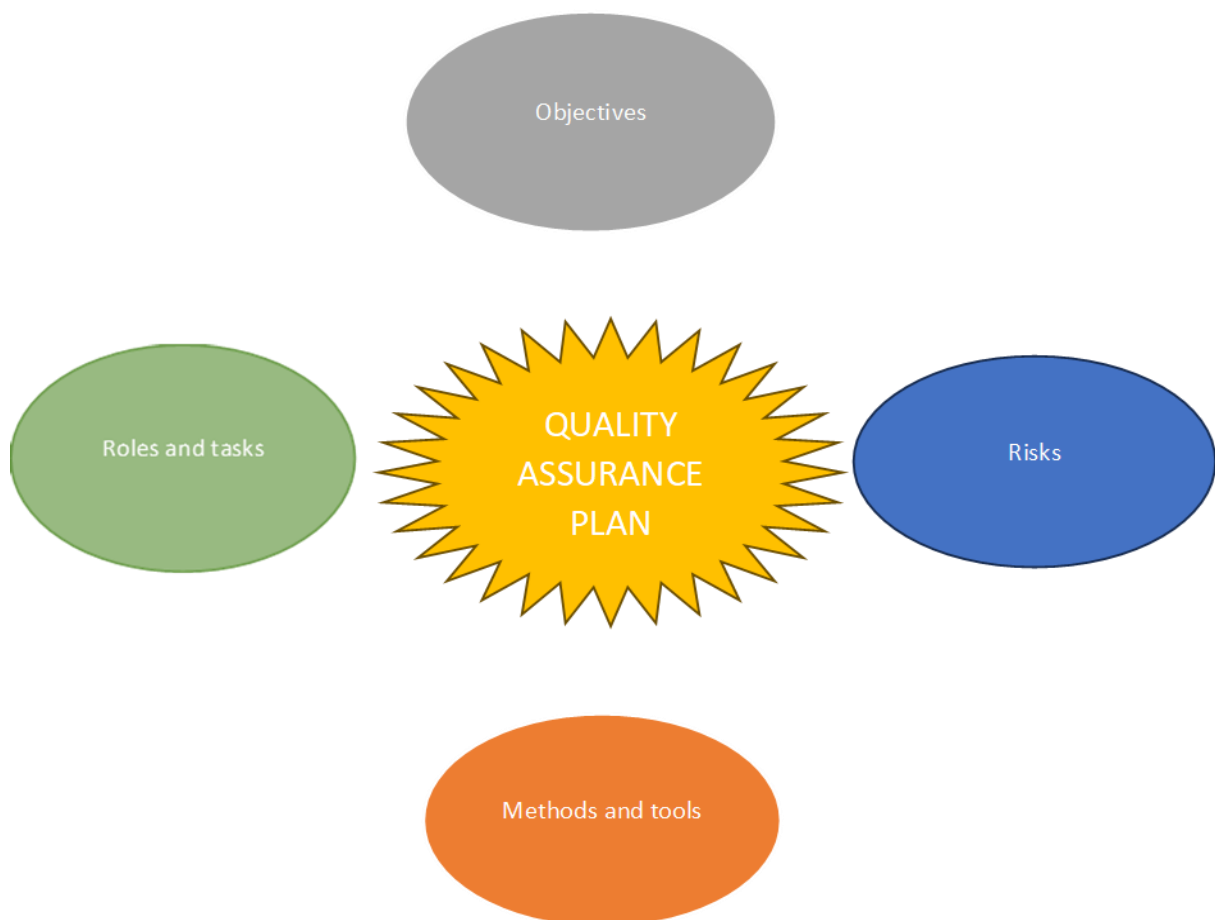 Objectives
Roles and tasks
QUALITY
ASSURANCE
PLAN
Risks
Methods and tools